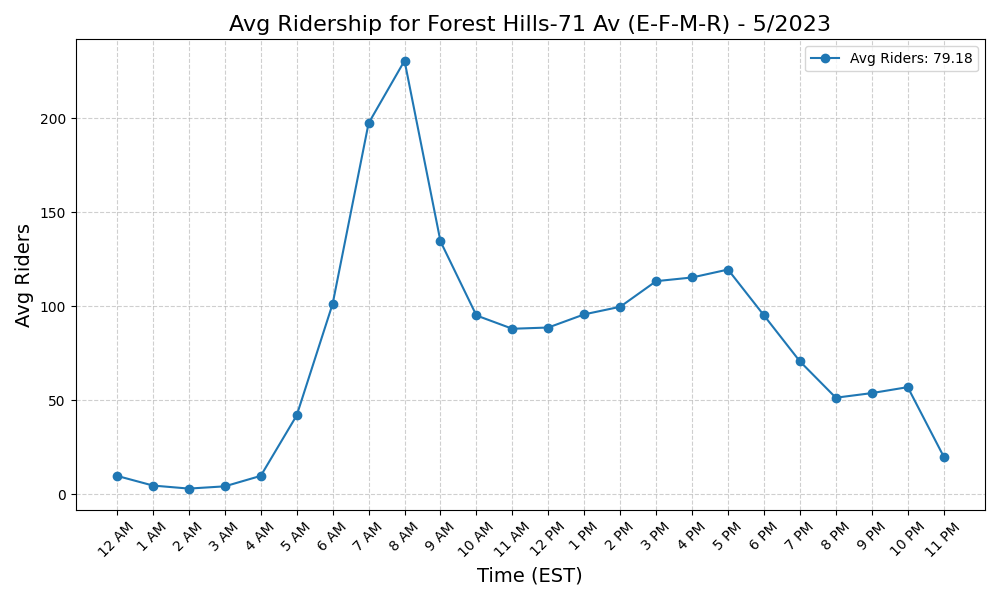 Avg Ridership for Forest Hills-71 Av (E-F-M-R) - 5/2023
Avg Riders: 79.18
Avg Riders
200
150
100
50
0
12 AM
1 AM
2 AM
3 AM
4 AM
5 AM
6 AM
7 AM
8 AM
9 AM
10 AM
11 AM
12 PM
1 PM
2 PM
3 PM
4 PM
5 PM
6 PM
7 PM
8 PM
9 PM
10 PM
11 PM
Time (EST)